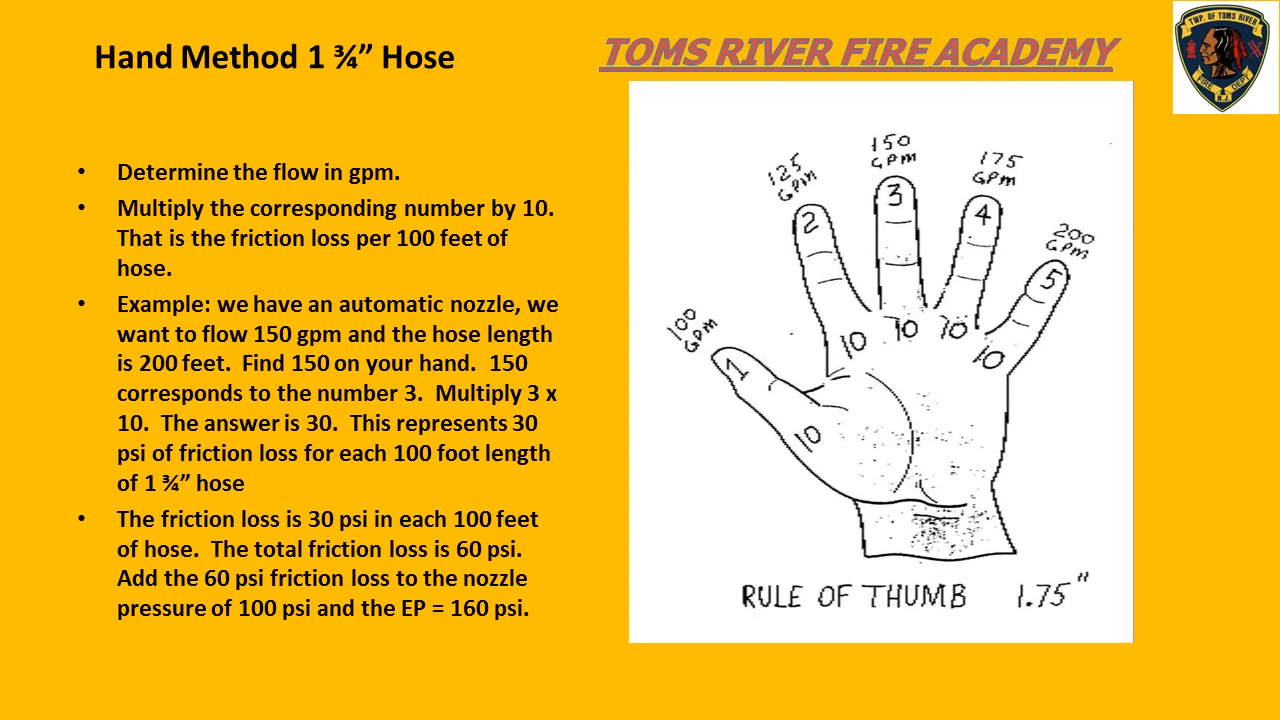 Hand Method 1 ¾” Hose
TOMS RIVER FIRE ACADEMY
TWP. OF TOMS RIVER
FIRE DEPT
N.J.
• Determine the flow in gpm.
• Multiply the corresponding number by 10.
That is the friction loss per 100 feet of
hose.
• Example: we have an automatic nozzle, we
want to flow 150 gpm and the hose length
is 200 feet.  Find 150 on your hand.  150
corresponds to the number 3.  Multiply 3 x
10.  The answer is 30.  This represents 30
psi of friction loss for each 100 foot length
of 1 ¾” hose
• The friction loss is 30 psi in each 100 feet
of hose.  The total friction loss is 60 psi.
Add the 60 psi friction loss to the nozzle
pressure of 100 psi and the EP = 160 psi.
100
GPM
1
10
125
GPM
2
10
150
GPM
3
10
175
GPM
4
10
200
GPM
5
10
RULE OF THUMB 1.75"